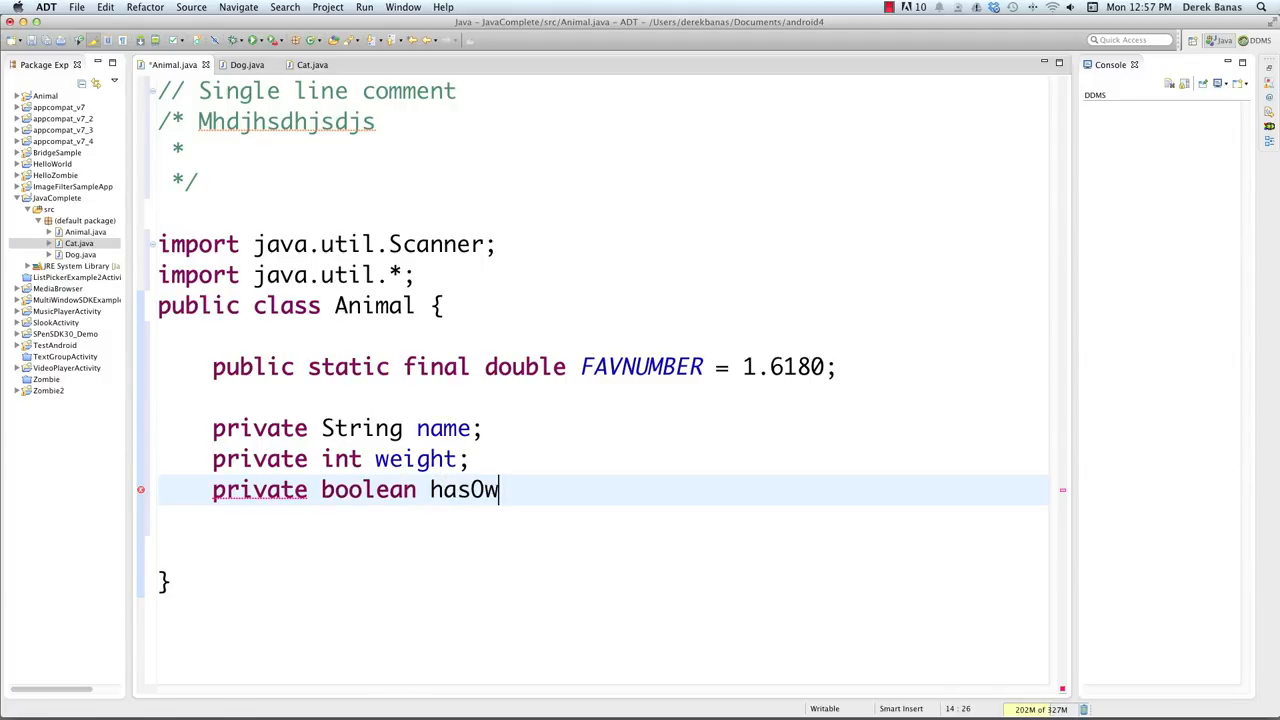 ADT File Edit Refactor Source Navigate Search Project Run Window Help 10 Mon 12:57 PM Derek Banas
Java - JavaComplete/src/Animal.java - ADT - /Users/derekbanas/Documents/android4
Quick Access Java DDMS
Package Exp *Animal.java Dog.java Cat.java Console
DDMS
Animal
appcompat_v7
appcompat_v7_2
appcompat_v7_3
appcompat_v7_4
BridgeSample
HelloWorld
HelloZombie
ImageFilterSampleApp
JavaComplete
src
(default package)
Animal.java
Cat.java
Dog.java
JRE System Library [Ja
ListPickerExample2Activi
MediaBrowser
MultiWindowSDKExample
MusicPlayerActivity
SlookActivity
SPenSDK30_Demo
TestAndroid
TextGroupActivity
VideoPlayerActivity
Zombie
Zombie2
// Single line comment
/* Mhdjhsdhjsdjs
*
*/
import java.util.Scanner;
import java.util.*;
public class Animal {
public static final double FAVNUMBER = 1.6180;
private String name;
private int weight;
private boolean hasOw
}
Writable Smart Insert 14 : 26 202M of 327M